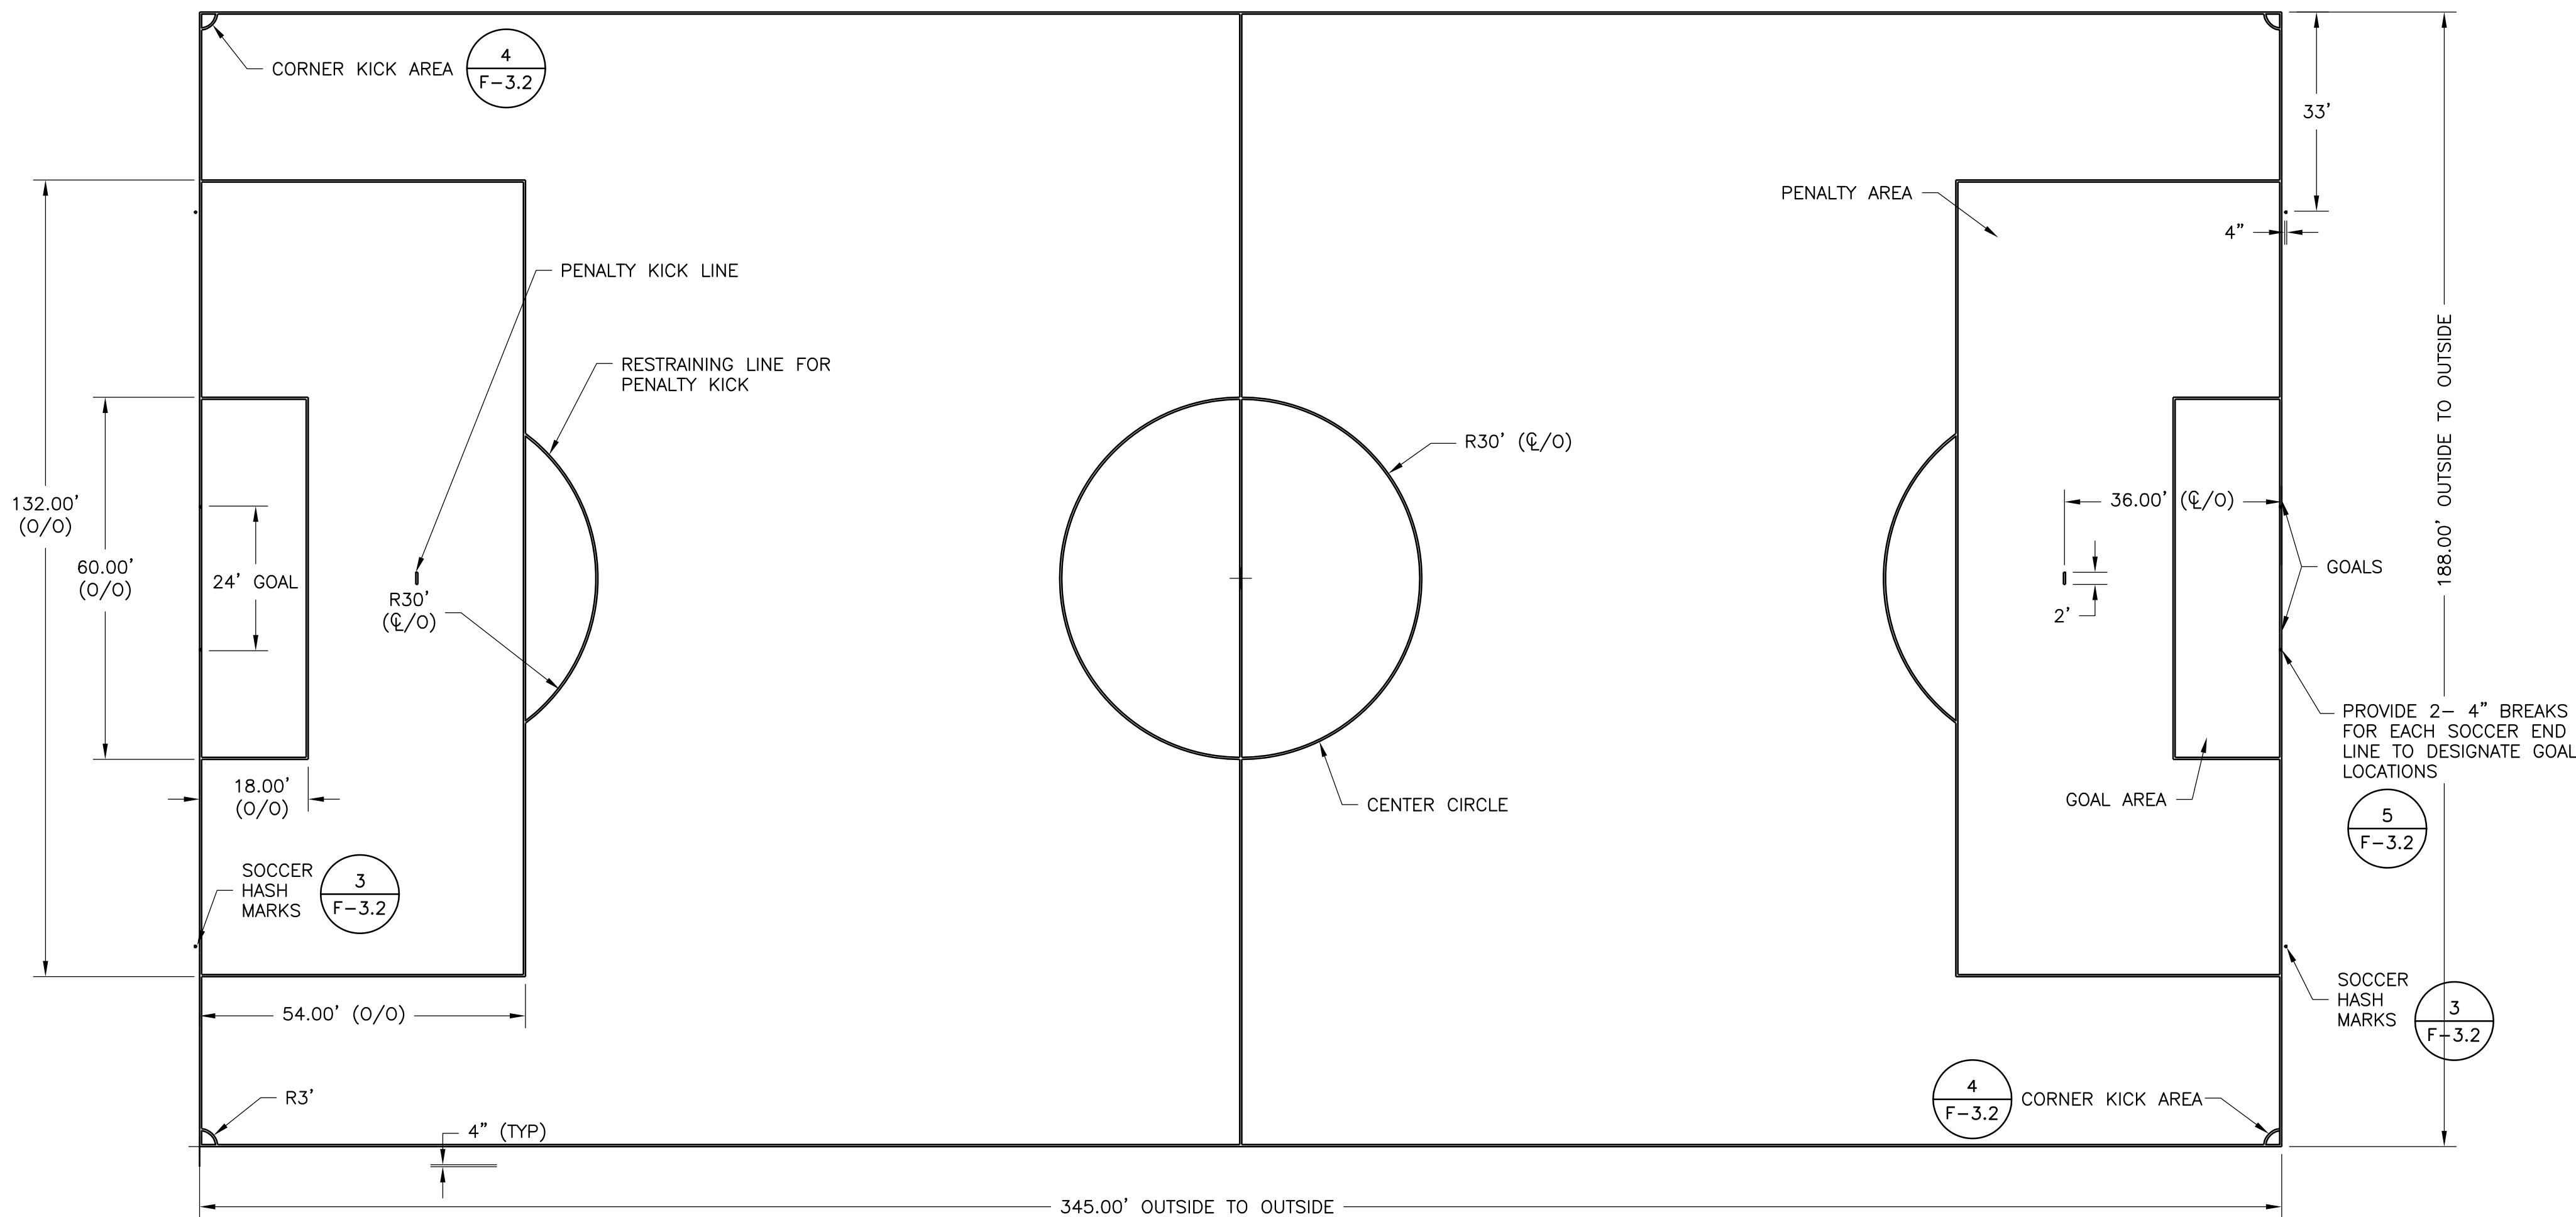 CORNER KICK AREA
4
F-3.2
33'
PENALTY AREA
4"
PENALTY KICK LINE
188.00' OUTSIDE TO OUTSIDE
RESTRAINING LINE FOR
PENALTY KICK
R30' (℄/O)
132.00'
(O/O)
36.00' (℄/O)
60.00'
(O/O)
24' GOAL
GOALS
R30'
(℄/O)
2'
PROVIDE 2- 4" BREAKS
FOR EACH SOCCER END
LINE TO DESIGNATE GOAL
LOCATIONS
18.00'
(O/O)
CENTER CIRCLE
GOAL AREA
5
F-3.2
SOCCER
HASH
MARKS
3
F-3.2
SOCCER
HASH
MARKS
3
F-3.2
54.00' (O/O)
R3'
4
F-3.2
CORNER KICK AREA
4" (TYP)
345.00' OUTSIDE TO OUTSIDE